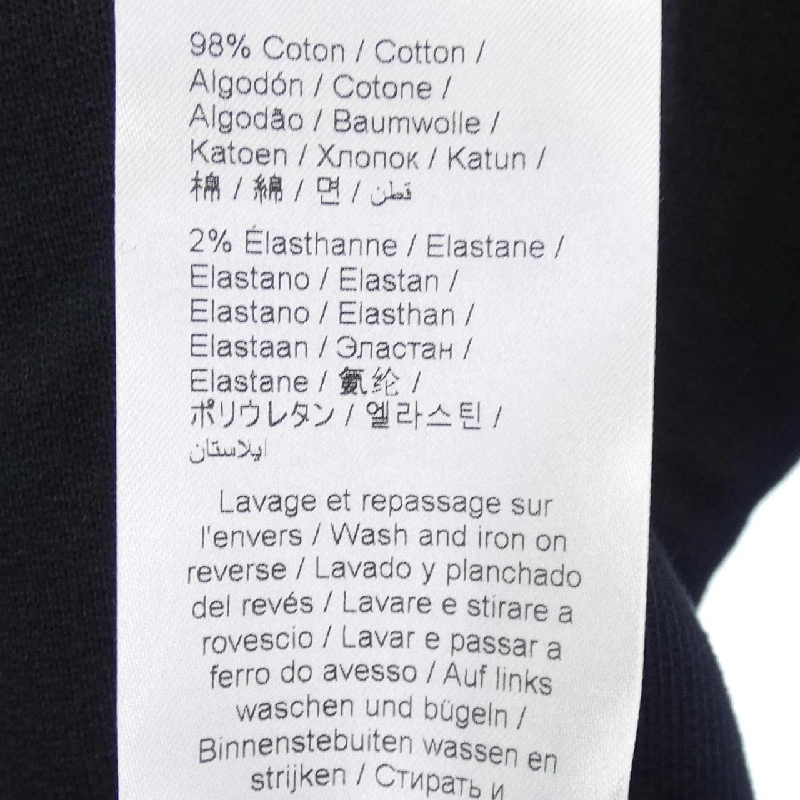 98% Coton / Cotton /
Algodón / Cotone /
Algodão / Baumwolle /
Katoen / Хлопок / Katun /
棉 / 綿 / 면 / قطن
2% Élasthanne / Elastane /
Elastano / Elastan /
Elastano / Elasthan /
Elastaan / Эластан /
Elastane / 氨纶 /
ポリウレタン / 엘라스틴 /
ايلاستان
Lavage et repassage sur
l'envers / Wash and iron on
reverse / Lavado y planchado
del revés / Lavare e stirare a
rovescio / Lavar e passar a
ferro do avesso / Auf links
waschen und bügeln /
Binnenstebuiten wassen en
strijken / Стирать и